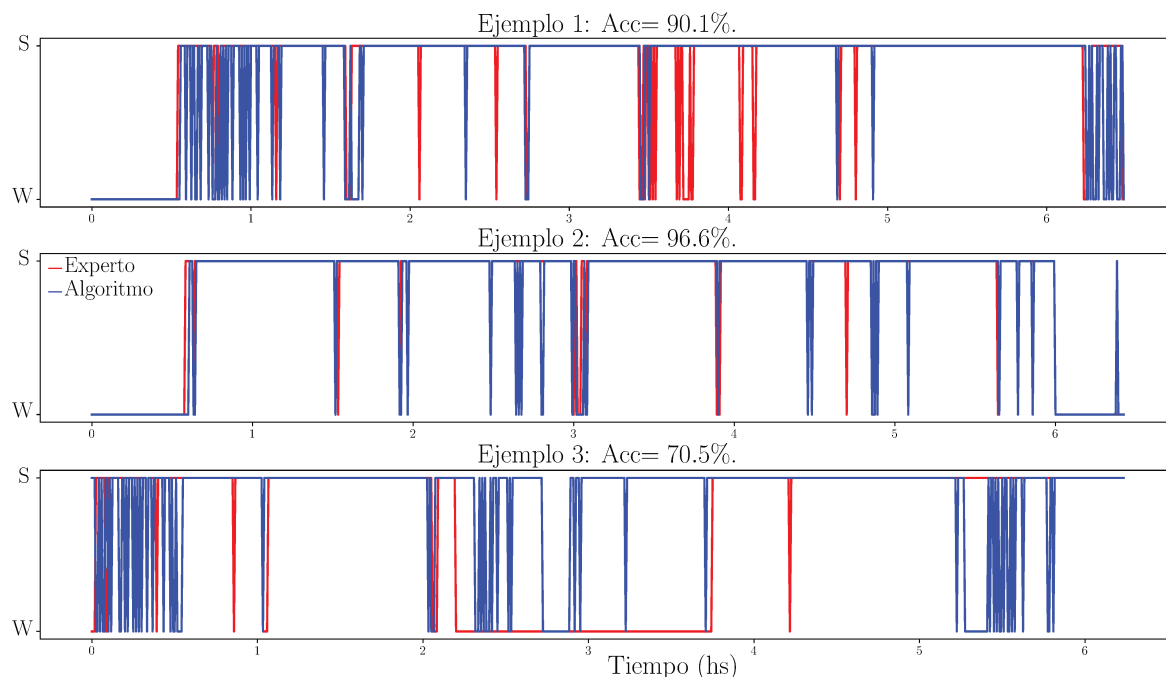 Ejemplo 1: Acc= 90.1%.
S
W
0 1 2 3 4 5 6
Ejemplo 2: Acc= 96.6%.
S
Experto
Algoritmo
W
0 1 2 3 4 5 6
Ejemplo 3: Acc= 70.5%.
S
W
0 1 2 3 4 5 6
Tiempo (hs)